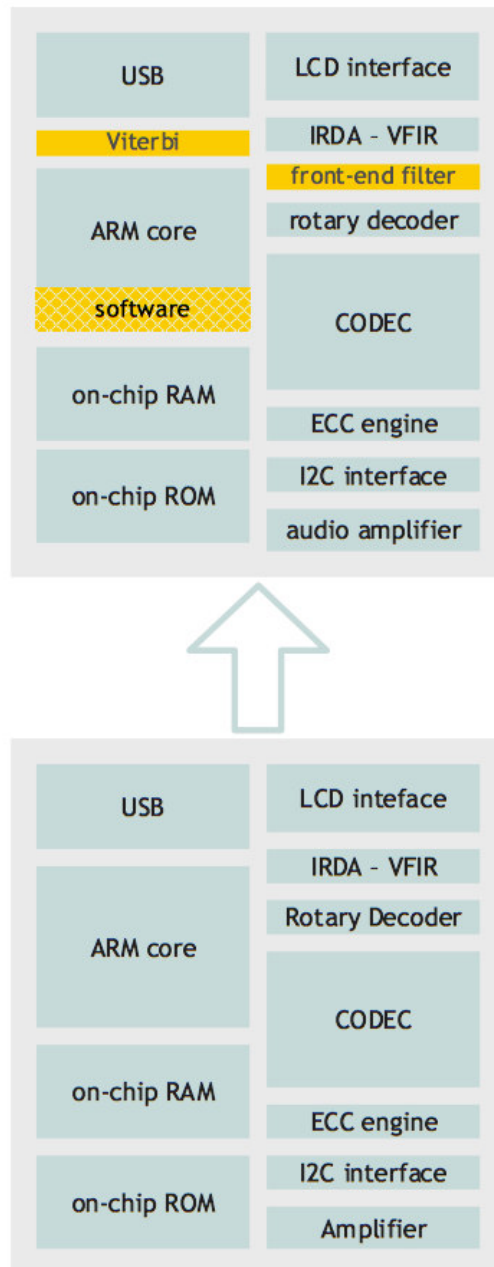 USB
Viterbi
ARM core
software
on-chip RAM
on-chip ROM
LCD interface
IRDA – VFIR
front-end filter
rotary decoder
CODEC
ECC engine
I2C interface
audio amplifier
USB
ARM core
on-chip RAM
on-chip ROM
LCD inteface
IRDA – VFIR
Rotary Decoder
CODEC
ECC engine
I2C interface
Amplifier